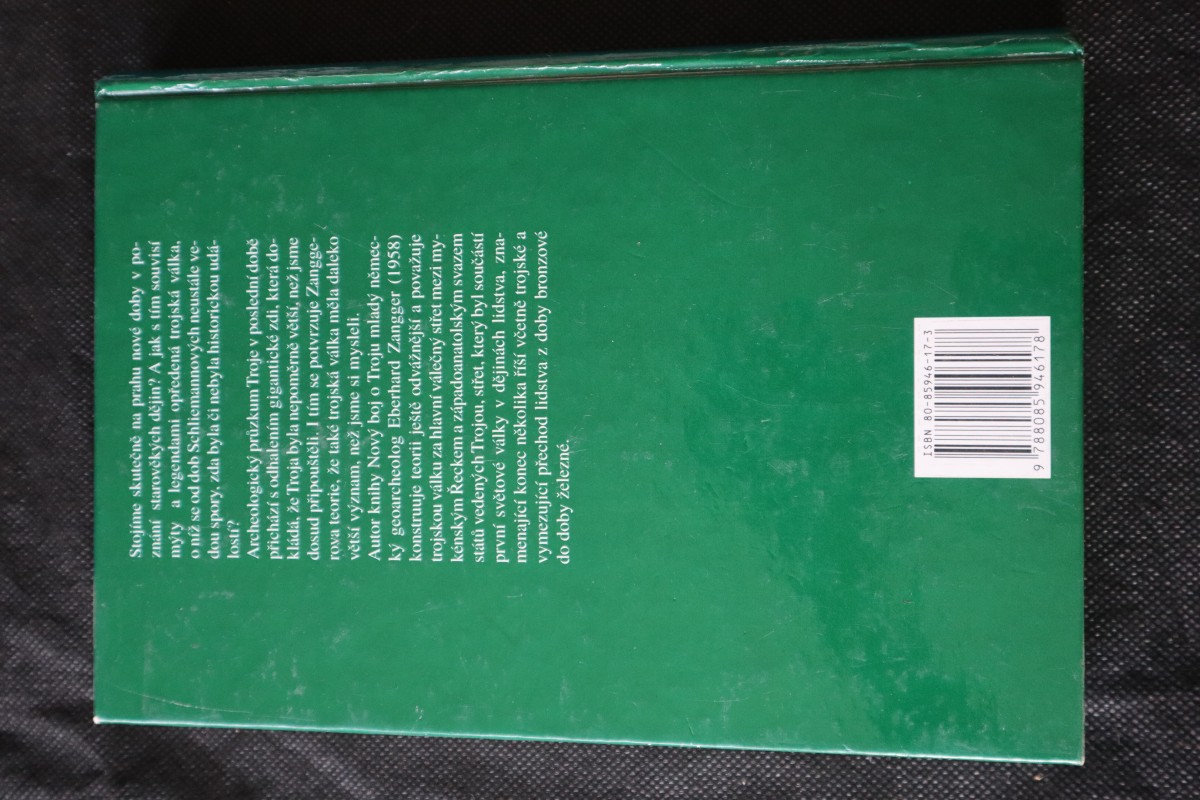 Stojíme skutečně na prahu nové doby v po-
znání starověkých dějin? A jak s tím souvisí
mýty a legendami opředená trojská válka,
o níž se od dob Schliemannových neustále ve-
dou spory, zda byla či nebyla historickou udá-
lostí?
Archeologický průzkum Troje v poslední době
přichází s odhalením gigantické zdi, která do-
kládá, že Troja byla nepoměrně větší, než jsme
dosud připouštěli. I tím se potvrzuje Zangge-
rova teorie, že také trojská válka měla daleko
větší význam, než jsme si mysleli.
Autor knihy Nový boj o Troju mladý němec-
ký geoarcheolog Eberhard Zangger (1958)
konstruuje teorii ještě odvážnější a považuje
trojskou válku za hlavní válečný střet mezi my-
kénským Řeckem a západoanatolským svazem
států vedených Trojou, střet, který byl součástí
první světové války v dějinách lidstva, zna-
menající konec několika říší včetně trojské a
vymezující přechod lidstva z doby bronzové
do doby železné.
ISBN 80-85946-17-3
9 788085 946178